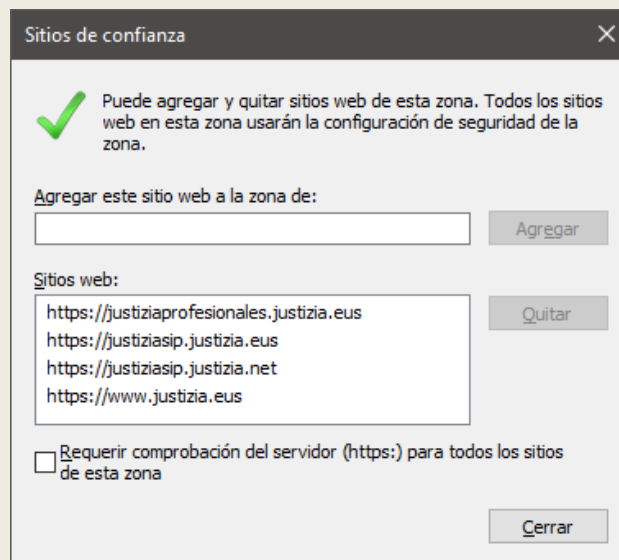 Sitios de confianza
Puede agregar y quitar sitios web de esta zona. Todos los sitios
web en esta zona usarán la configuración de seguridad de la
zona.
Agregar este sitio web a la zona de:
Agregar
Sitios web:
https://justiziaprofesionales.justizia.eus
https://justiziasip.justizia.eus
https://justiziasip.justizia.net
https://www.justizia.eus
Quitar
Requerir comprobación del servidor (https:) para todos los sitios
de esta zona
Cerrar